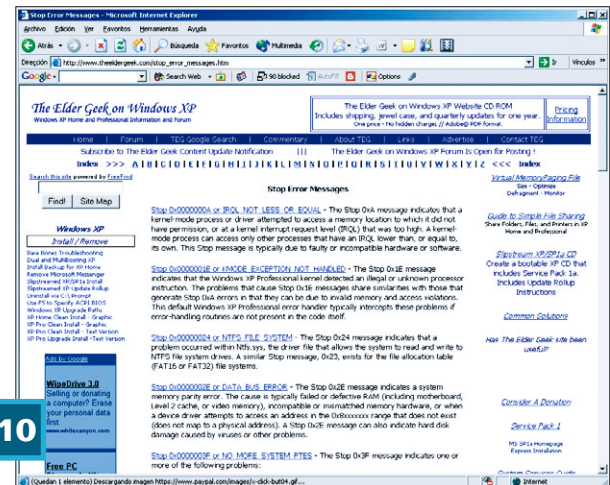 Stop Error Messages - Microsoft Internet Explorer
Archivo Edición Ver Favoritos Herramientas Ayuda
Atrás Búsqueda Favoritos Multimedia
Dirección http://www.theeldergeek.com/stop_error_messages.htm Ir Vínculos
Google Search Web 90 blocked AutoFill Options
The Elder Geek on Windows XP
Windows XP Home and Professional Information and Forum
The Elder Geek on Windows XP Website CD ROM
Includes shipping, jewel case, and quarterly updates for one year.
One price - No hidden charges // Adobe® PDF format.
Pricing
Information
Home | Forum | TEG Google Search | Commentary | About TEG | Links | Advertise | Contact TEG
Subscribe to The Elder Geek Content Update Notification ||| The Elder Geek on Windows XP Forum Is Open for Posting !
Index >>> A | B | C | D | E | F | G | H | I | J | K | L | M | N | O | P | Q | R | S | T | U | V | W | X | Y | Z <<< Index
Search this site powered by FreeFind
Find! Site Map
Windows XP
Install / Remove
Bare Bones Troubleshooting
Dual and Multibooting XP
Install Backup for XP Home
Remove Microsoft Messenger
Slipstreamed XP/SP1a Install
Slipstreamed XP Update Rollup
Uninstall via C:\ Prompt
Use F5 to Specify ACPI BIOS
Windows XP Upgrade Paths
XP Home Clean Install - Graphic
XP Pro Clean Install - Graphic
XP Pro Clean Install - Text Version
XP Pro Upgrade Install - Text Version
Ads by Google
WipeDrive 3.0
Selling or donating
a computer? Erase
your personal data
first.
www.whitecanyon.com
Free PC
10
Stop Error Messages
Stop 0x0000000A or IRQL_NOT_LESS_OR_EQUAL - The Stop 0xA message indicates that a
kernel-mode process or driver attempted to access a memory location to which it did not
have permission, or at a kernel interrupt request level (IRQL) that was too high. A kernel-
mode process can access only other processes that have an IRQL lower than, or equal to,
its own. This Stop message is typically due to faulty or incompatible hardware or software.
Stop 0x0000001E or KMODE_EXCEPTION_NOT_HANDLED - The Stop 0x1E message
indicates that the Windows XP Professional kernel detected an illegal or unknown processor
instruction. The problems that cause Stop 0x1E messages share similarities with those that
generate Stop 0xA errors in that they can be due to invalid memory and access violations.
This default Windows XP Professional error handler typically intercepts these problems if
error-handling routines are not present in the code itself.
Stop 0x00000024 or NTFS_FILE_SYSTEM - The Stop 0x24 message indicates that a
problem occurred within Ntfs.sys, the driver file that allows the system to read and write to
NTFS file system drives. A similar Stop message, 0x23, exists for the file allocation table
(FAT16 or FAT32) file systems.
Stop 0x0000002E or DATA_BUS_ERROR - The Stop 0x2E message indicates a system
memory parity error. The cause is typically failed or defective RAM (including motherboard,
Level 2 cache, or video memory), incompatible or mismatched memory hardware, or when
a device driver attempts to access an address in the 0x8xxxxxxx range that does not exist
(does not map to a physical address). A Stop 0x2E message can also indicate hard disk
damage caused by viruses or other problems.
Stop 0x0000003F or NO_MORE_SYSTEM_PTES - The Stop 0x3F message indicates one or
more of the following problems:
Virtual Memory/Paging File
Size - Optimize
Defragment - Monitor
Guide to Simple File Sharing
Share Folders, Files, and Printers in XP
Home and Professional
Slipstream XP/SP1a CD
Create a bootable XP CD that
includes Service Pack 1a.
Includes Update Rollup
Instructions
Common Solutions
Has The Elder Geek site been
useful?
Consider A Donation
Service Pack 1
MS SP1a Homepage
Express Installation
System Services Guide
(Quedan 1 elemento) Descargando imagen https://www.paypal.com/images/x-click-but04.gif... Internet